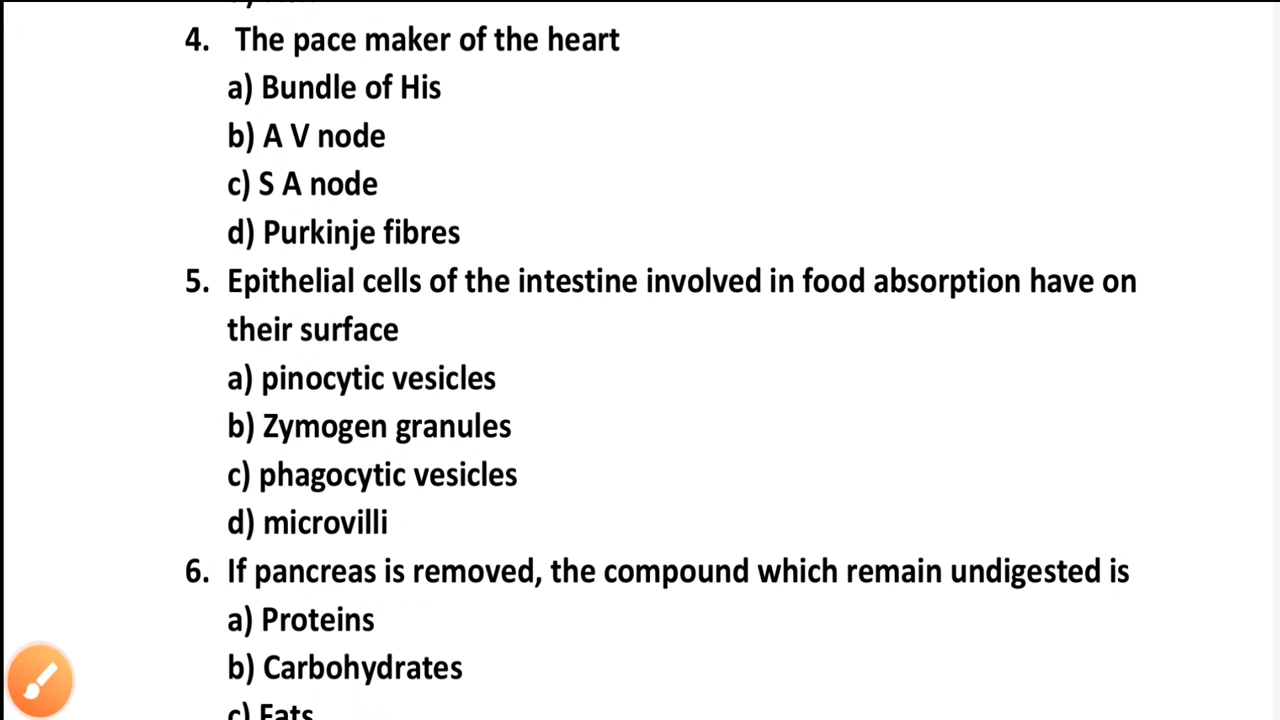 4. The pace maker of the heart
a) Bundle of His
b) A V node
c) S A node
d) Purkinje fibres
5. Epithelial cells of the intestine involved in food absorption have on
their surface
a) pinocytic vesicles
b) Zymogen granules
c) phagocytic vesicles
d) microvilli
6. If pancreas is removed, the compound which remain undigested is
a) Proteins
b) Carbohydrates
c) Fats